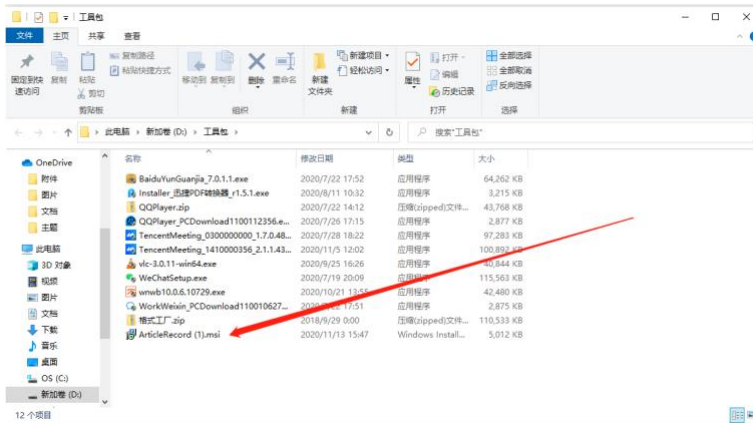 工具包
文件 主页 共享 查看
固定到快速访问
复制
粘贴
复制路径
粘贴快捷方式
剪切
移动到 复制到 删除 重命名
新建文件夹
新建项目
轻松访问
属性
打开
编辑
历史记录
全部选择
全部取消
反向选择
剪贴板 组织 新建 打开 选择
此电脑 › 新加卷 (D:) › 工具包 ›
搜索"工具包"
名称 修改日期 类型 大小
OneDrive
附件
图片
文档
主题
此电脑
3D 对象
视频
图片
文档
下载
音乐
桌面
OS (C:)
新加卷 (D:)
BaiduYunGuanjia_7.0.1.1.exe 2020/7/22 17:52 应用程序 64,262 KB
Installer_迅捷PDF转换器_r1.5.1.exe 2020/8/11 10:32 应用程序 3,215 KB
QQPlayer.zip 2020/7/22 14:12 压缩(zipped)文件... 43,768 KB
QQPlayer_PCDownload1100112356.e... 2020/7/26 17:15 应用程序 2,877 KB
TencentMeeting_0300000000_1.7.0.48... 2020/7/28 18:22 应用程序 97,283 KB
TencentMeeting_1410000356_2.1.1.43... 2020/11/5 12:02 应用程序 100,892 KB
vlc-3.0.11-win64.exe 2020/9/25 16:26 应用程序 40,844 KB
WeChatSetup.exe 2020/7/19 20:09 应用程序 115,563 KB
wnwb10.0.6.10729.exe 2020/10/21 13:55 应用程序 42,480 KB
WorkWeixin_PCDownload110010627... 17:51 应用程序 2,875 KB
格式工厂.zip 2018/9/29 0:00 压缩(zipped)文件... 110,533 KB
ArticleRecord (1).msi 2020/11/13 15:47 Windows Install... 5,012 KB
12 个项目